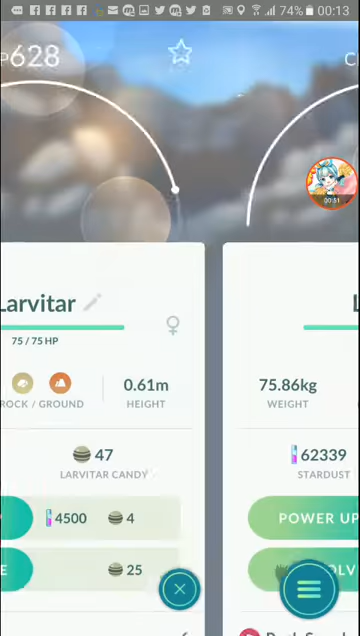 74% 00:13
P628
C
00:51
Larvitar
L
75 / 75 HP
0.61m
75.86kg
ROCK / GROUND
HEIGHT
WEIGHT
47
62339
LARVITAR CANDY
STARDUST
4500
4
POWER UP
E
25